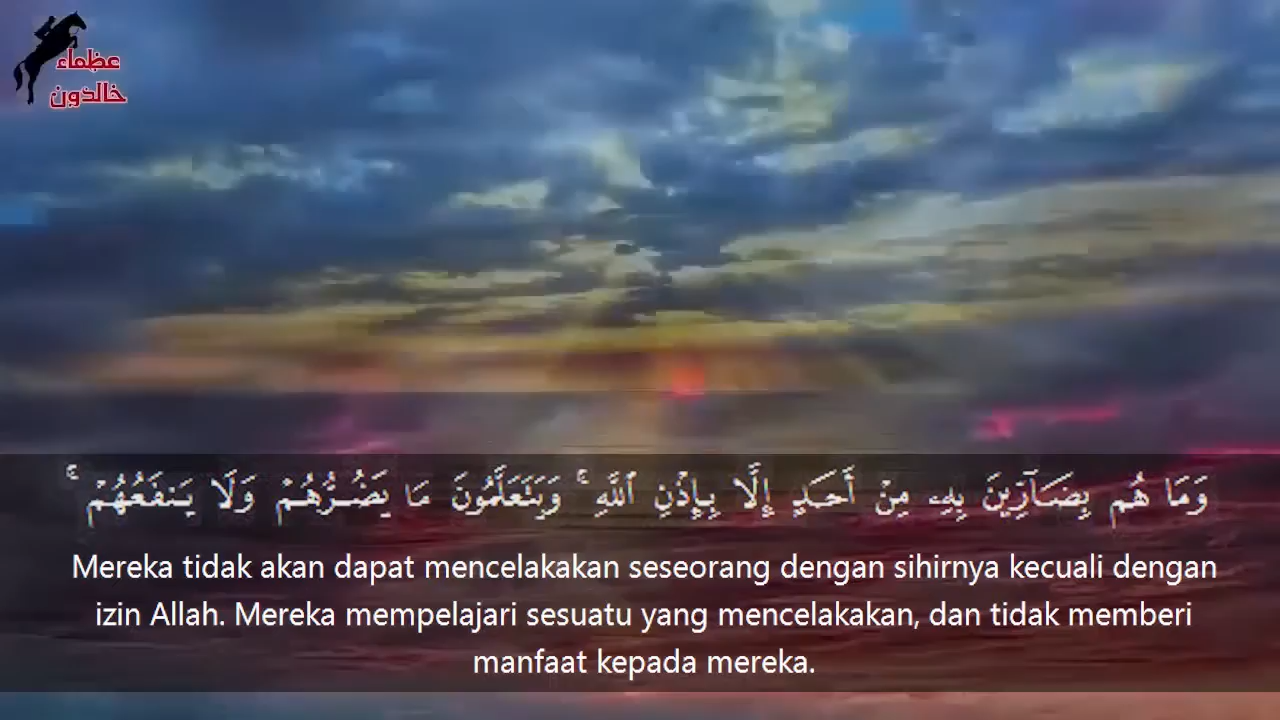 عظماء
خالدون
وَمَا هُم بِضَآرِّينَ بِهِۦ مِنْ أَحَدٍ إِلَّا بِإِذْنِ ٱللَّهِ ۚ وَيَتَعَلَّمُونَ مَا يَضُرُّهُمْ وَلَا يَنفَعُهُمْ ۚ
Mereka tidak akan dapat mencelakakan seseorang dengan sihirnya kecuali dengan
izin Allah. Mereka mempelajari sesuatu yang mencelakakan, dan tidak memberi
manfaat kepada mereka.